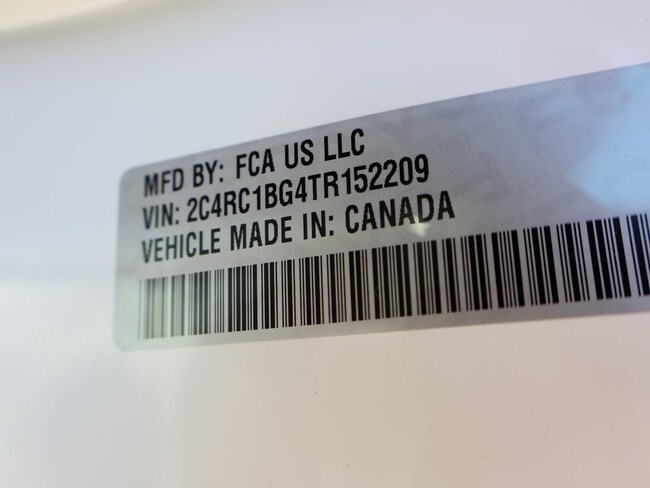 MFD BY: FCA US LLC
VIN: 2C4RC1BG4TR152209
VEHICLE MADE IN: CANADA